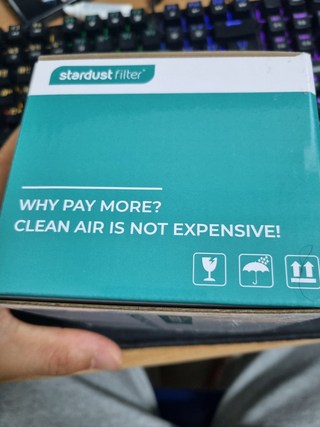 stardust filter®
WHY PAY MORE?
CLEAN AIR IS NOT EXPENSIVE!